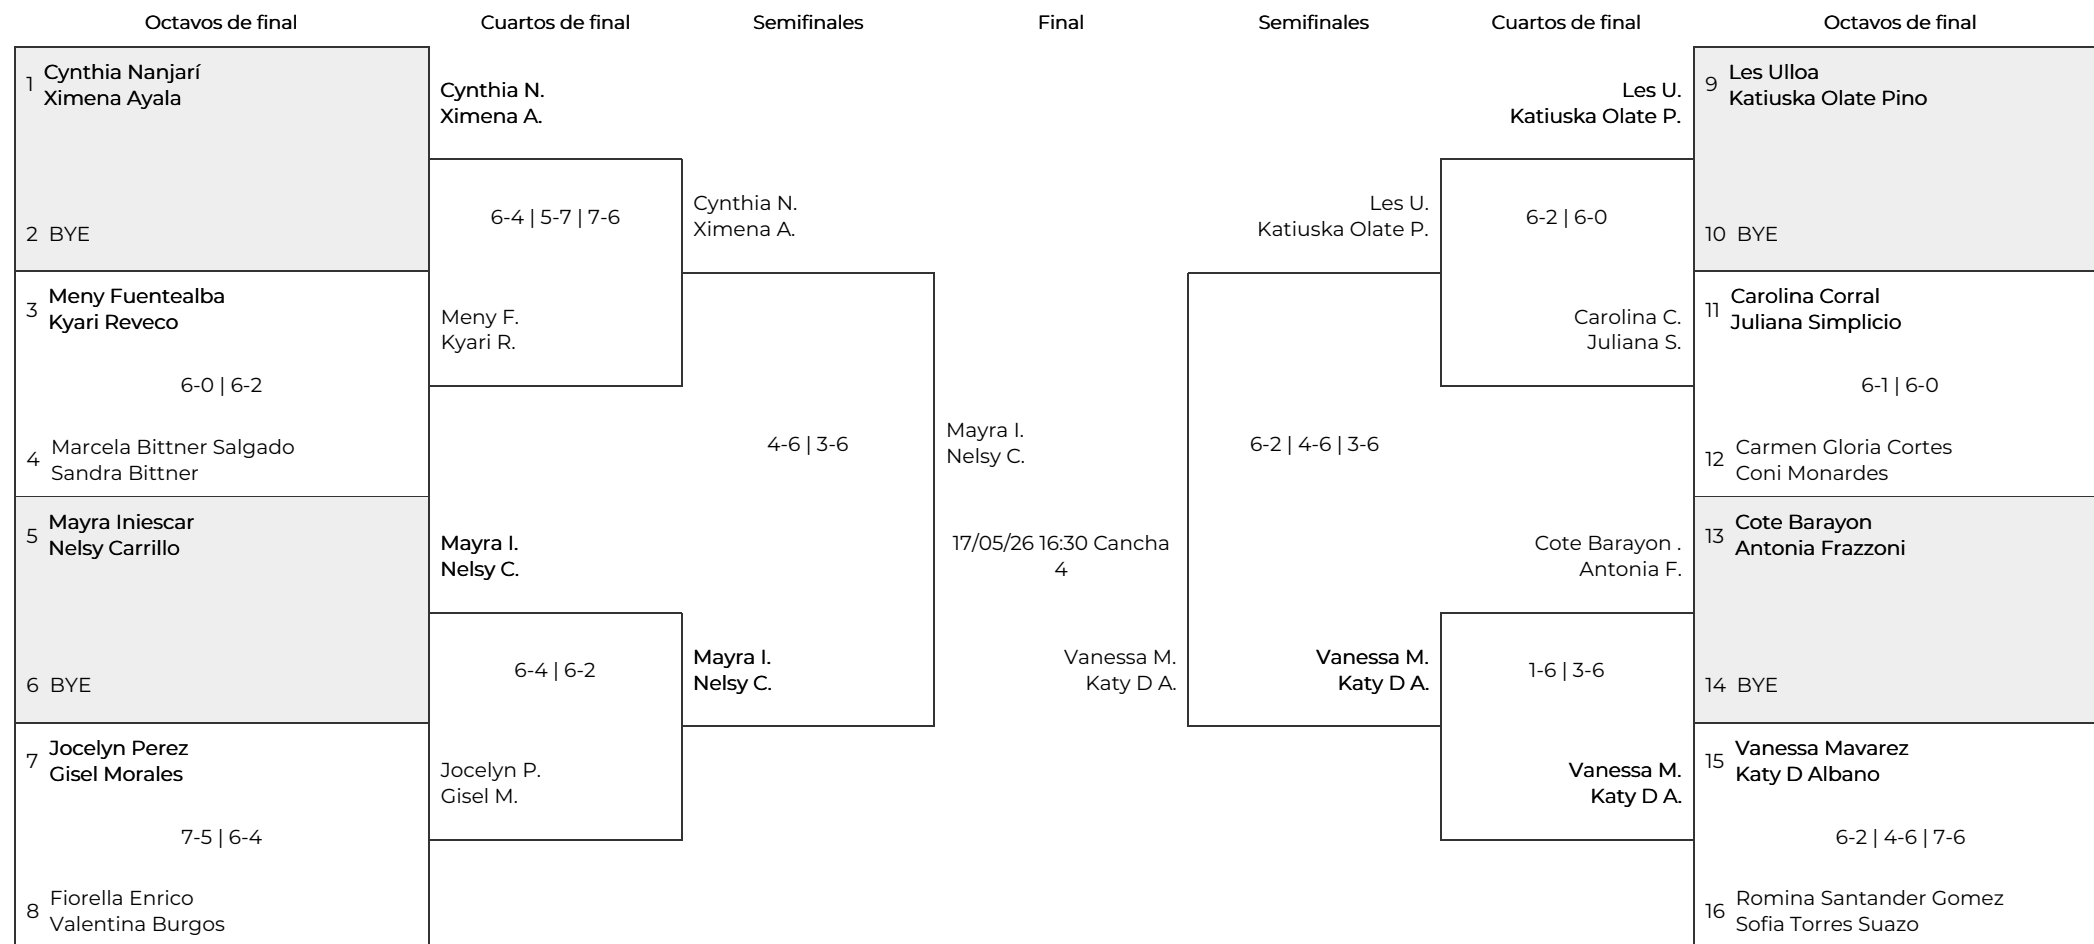 Octavos de final
Cuartos de final
Semifinales
Final
Semifinales
Cuartos de final
Octavos de final
1
Cynthia Nanjarí
Ximena Ayala
2 BYE
3
Meny Fuentealba
Kyari Reveco
6-0 | 6-2
4
Marcela Bittner Salgado
Sandra Bittner
5
Mayra Iniescar
Nelsy Carrillo
6 BYE
7
Jocelyn Perez
Gisel Morales
7-5 | 6-4
8
Fiorella Enrico
Valentina Burgos
Cynthia N.
Ximena A.
6-4 | 5-7 | 7-6
Meny F.
Kyari R.
Mayra I.
Nelsy C.
6-4 | 6-2
Jocelyn P.
Gisel M.
Cynthia N.
Ximena A.
4-6 | 3-6
Mayra I.
Nelsy C.
Mayra I.
Nelsy C.
17/05/26 16:30 Cancha
4
Vanessa M.
Katy D A.
Les U.
Katiuska Olate P.
6-2 | 4-6 | 3-6
Vanessa M.
Katy D A.
Les U.
Katiuska Olate P.
6-2 | 6-0
Carolina C.
Juliana S.
Cote Barayon .
Antonia F.
1-6 | 3-6
Vanessa M.
Katy D A.
9
Les Ulloa
Katiuska Olate Pino
10 BYE
11
Carolina Corral
Juliana Simplicio
6-1 | 6-0
12
Carmen Gloria Cortes
Coni Monardes
13
Cote Barayon
Antonia Frazzoni
14 BYE
15
Vanessa Mavarez
Katy D Albano
6-2 | 4-6 | 7-6
16
Romina Santander Gomez
Sofia Torres Suazo